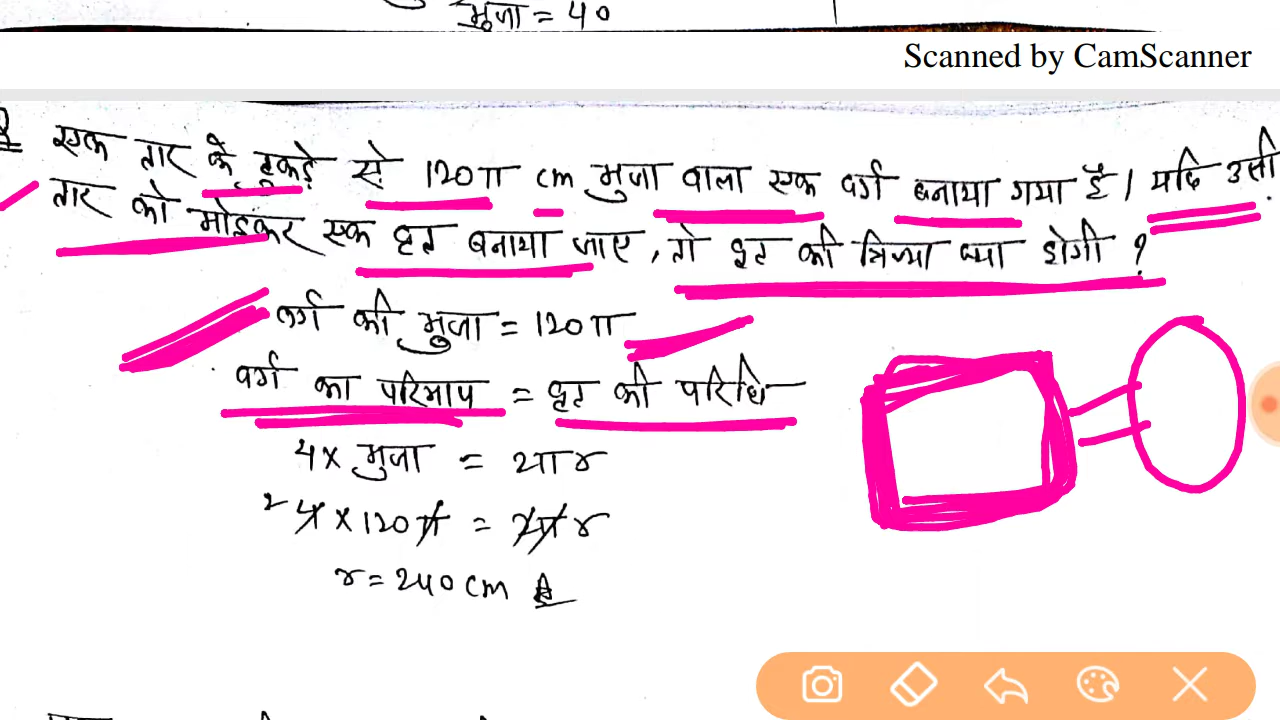 भुजा = 40
Scanned by CamScanner
Q एक तार के टुकड़े से 120π cm भुजा वाला एक वर्ग बनाया गया है। यदि उसी
तार को मोड़कर एक वृत बनाया जाए, तो वृत की त्रिज्या क्या होगी ?
वर्ग की भुजा = 120π
वर्ग का परिमाप = वृत की परिधि
4 x भुजा = 2πr
2 4 x 120π = 2πr
r = 240 cm A